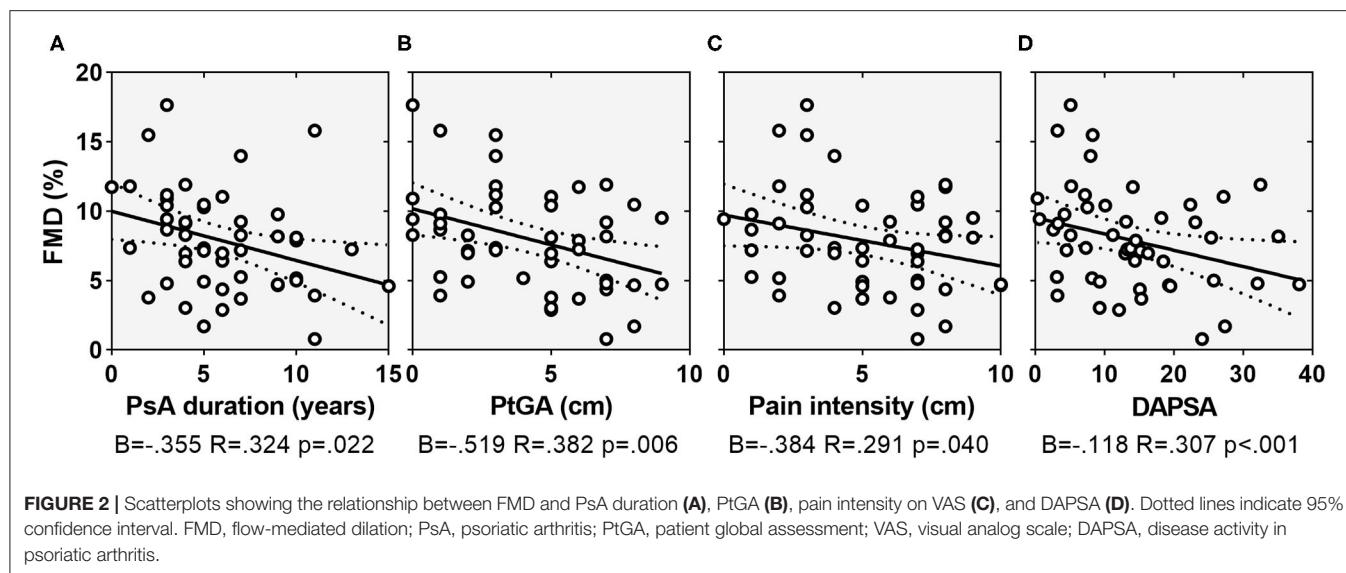 A B C D
20
15
10
5
0
FMD (%)
0 5 10 15 0 5 10 0 5 10 0 10 20 30 40
PsA duration (years) PtGA (cm) Pain intensity (cm) DAPSA
B=-.355 R=.324 p=.022 B=-.519 R=.382 p=.006 B=-.384 R=.291 p=.040 B=-.118 R=.307 p<.001
FIGURE 2 | Scatterplots showing the relationship between FMD and PsA duration (A), PtGA (B), pain intensity on VAS (C), and DAPSA (D). Dotted lines indicate 95%
confidence interval. FMD, flow-mediated dilation; PsA, psoriatic arthritis; PtGA, patient global assessment; VAS, visual analog scale; DAPSA, disease activity in
psoriatic arthritis.